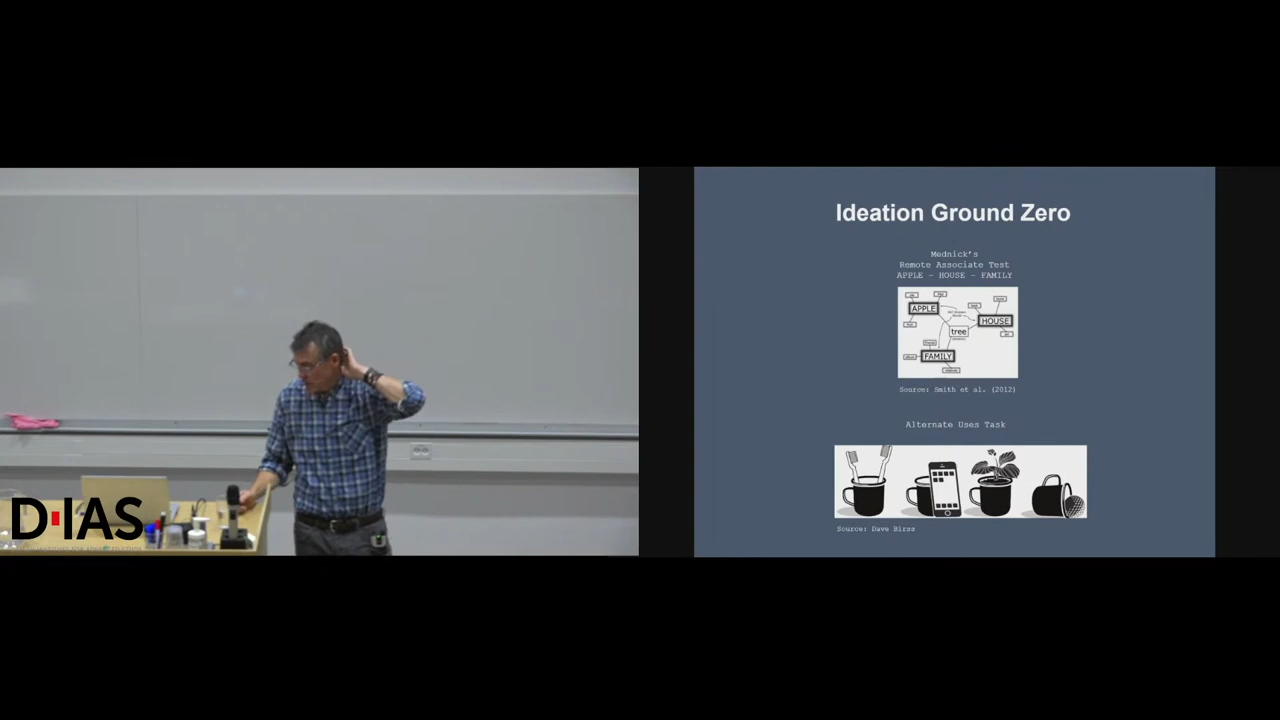 D·IAS
Ideation Ground Zero
Mednick's
Remote Associate Test
APPLE – HOUSE – FAMILY
APPLE
HOUSE
tree
FAMILY
Source: Smith et al. (2012)
Alternate Uses Task
Source: Dave Birss